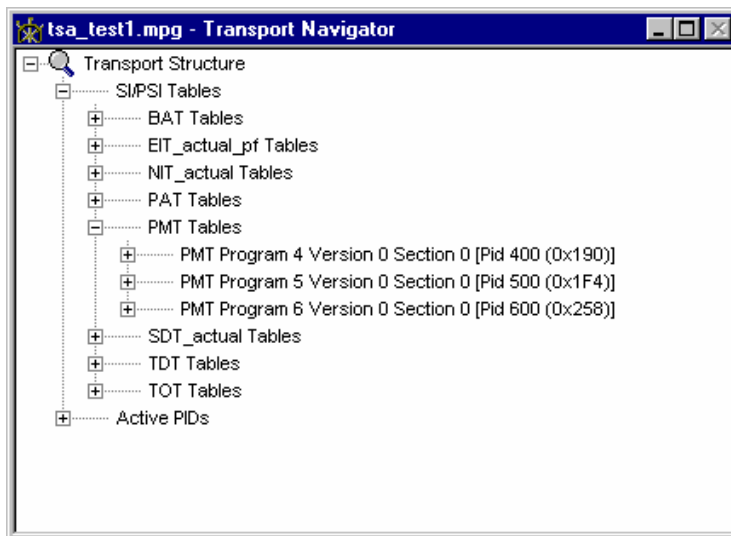 tsa_test1.mpg - Transport Navigator
Transport Structure
SI/PSI Tables
BAT Tables
EIT_actual_pf Tables
NIT_actual Tables
PAT Tables
PMT Tables
PMT Program 4 Version 0 Section 0 [Pid 400 (0x190)]
PMT Program 5 Version 0 Section 0 [Pid 500 (0x1F4)]
PMT Program 6 Version 0 Section 0 [Pid 600 (0x258)]
SDT_actual Tables
TDT Tables
TOT Tables
Active PIDs